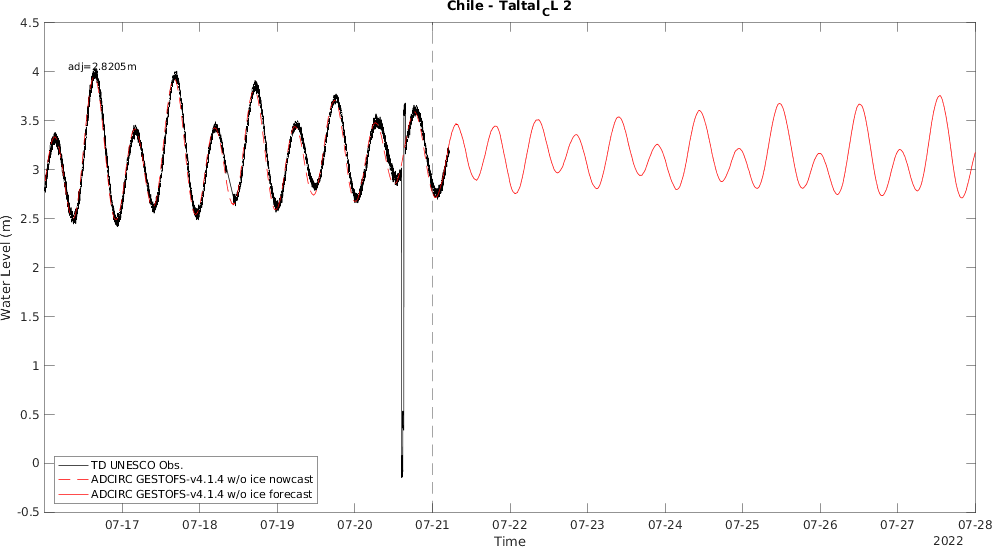 Chile - Taltal_CL 2
adj=2.8205m
4.5
4
3.5
3
2.5
2
1.5
1
0.5
0
-0.5
Water Level (m)
TD UNESCO Obs.
ADCIRC GESTOFS-v4.1.4 w/o ice nowcast
ADCIRC GESTOFS-v4.1.4 w/o ice forecast
07-17 07-18 07-19 07-20 07-21 07-22 07-23 07-24 07-25 07-26 07-27 07-28
Time
2022